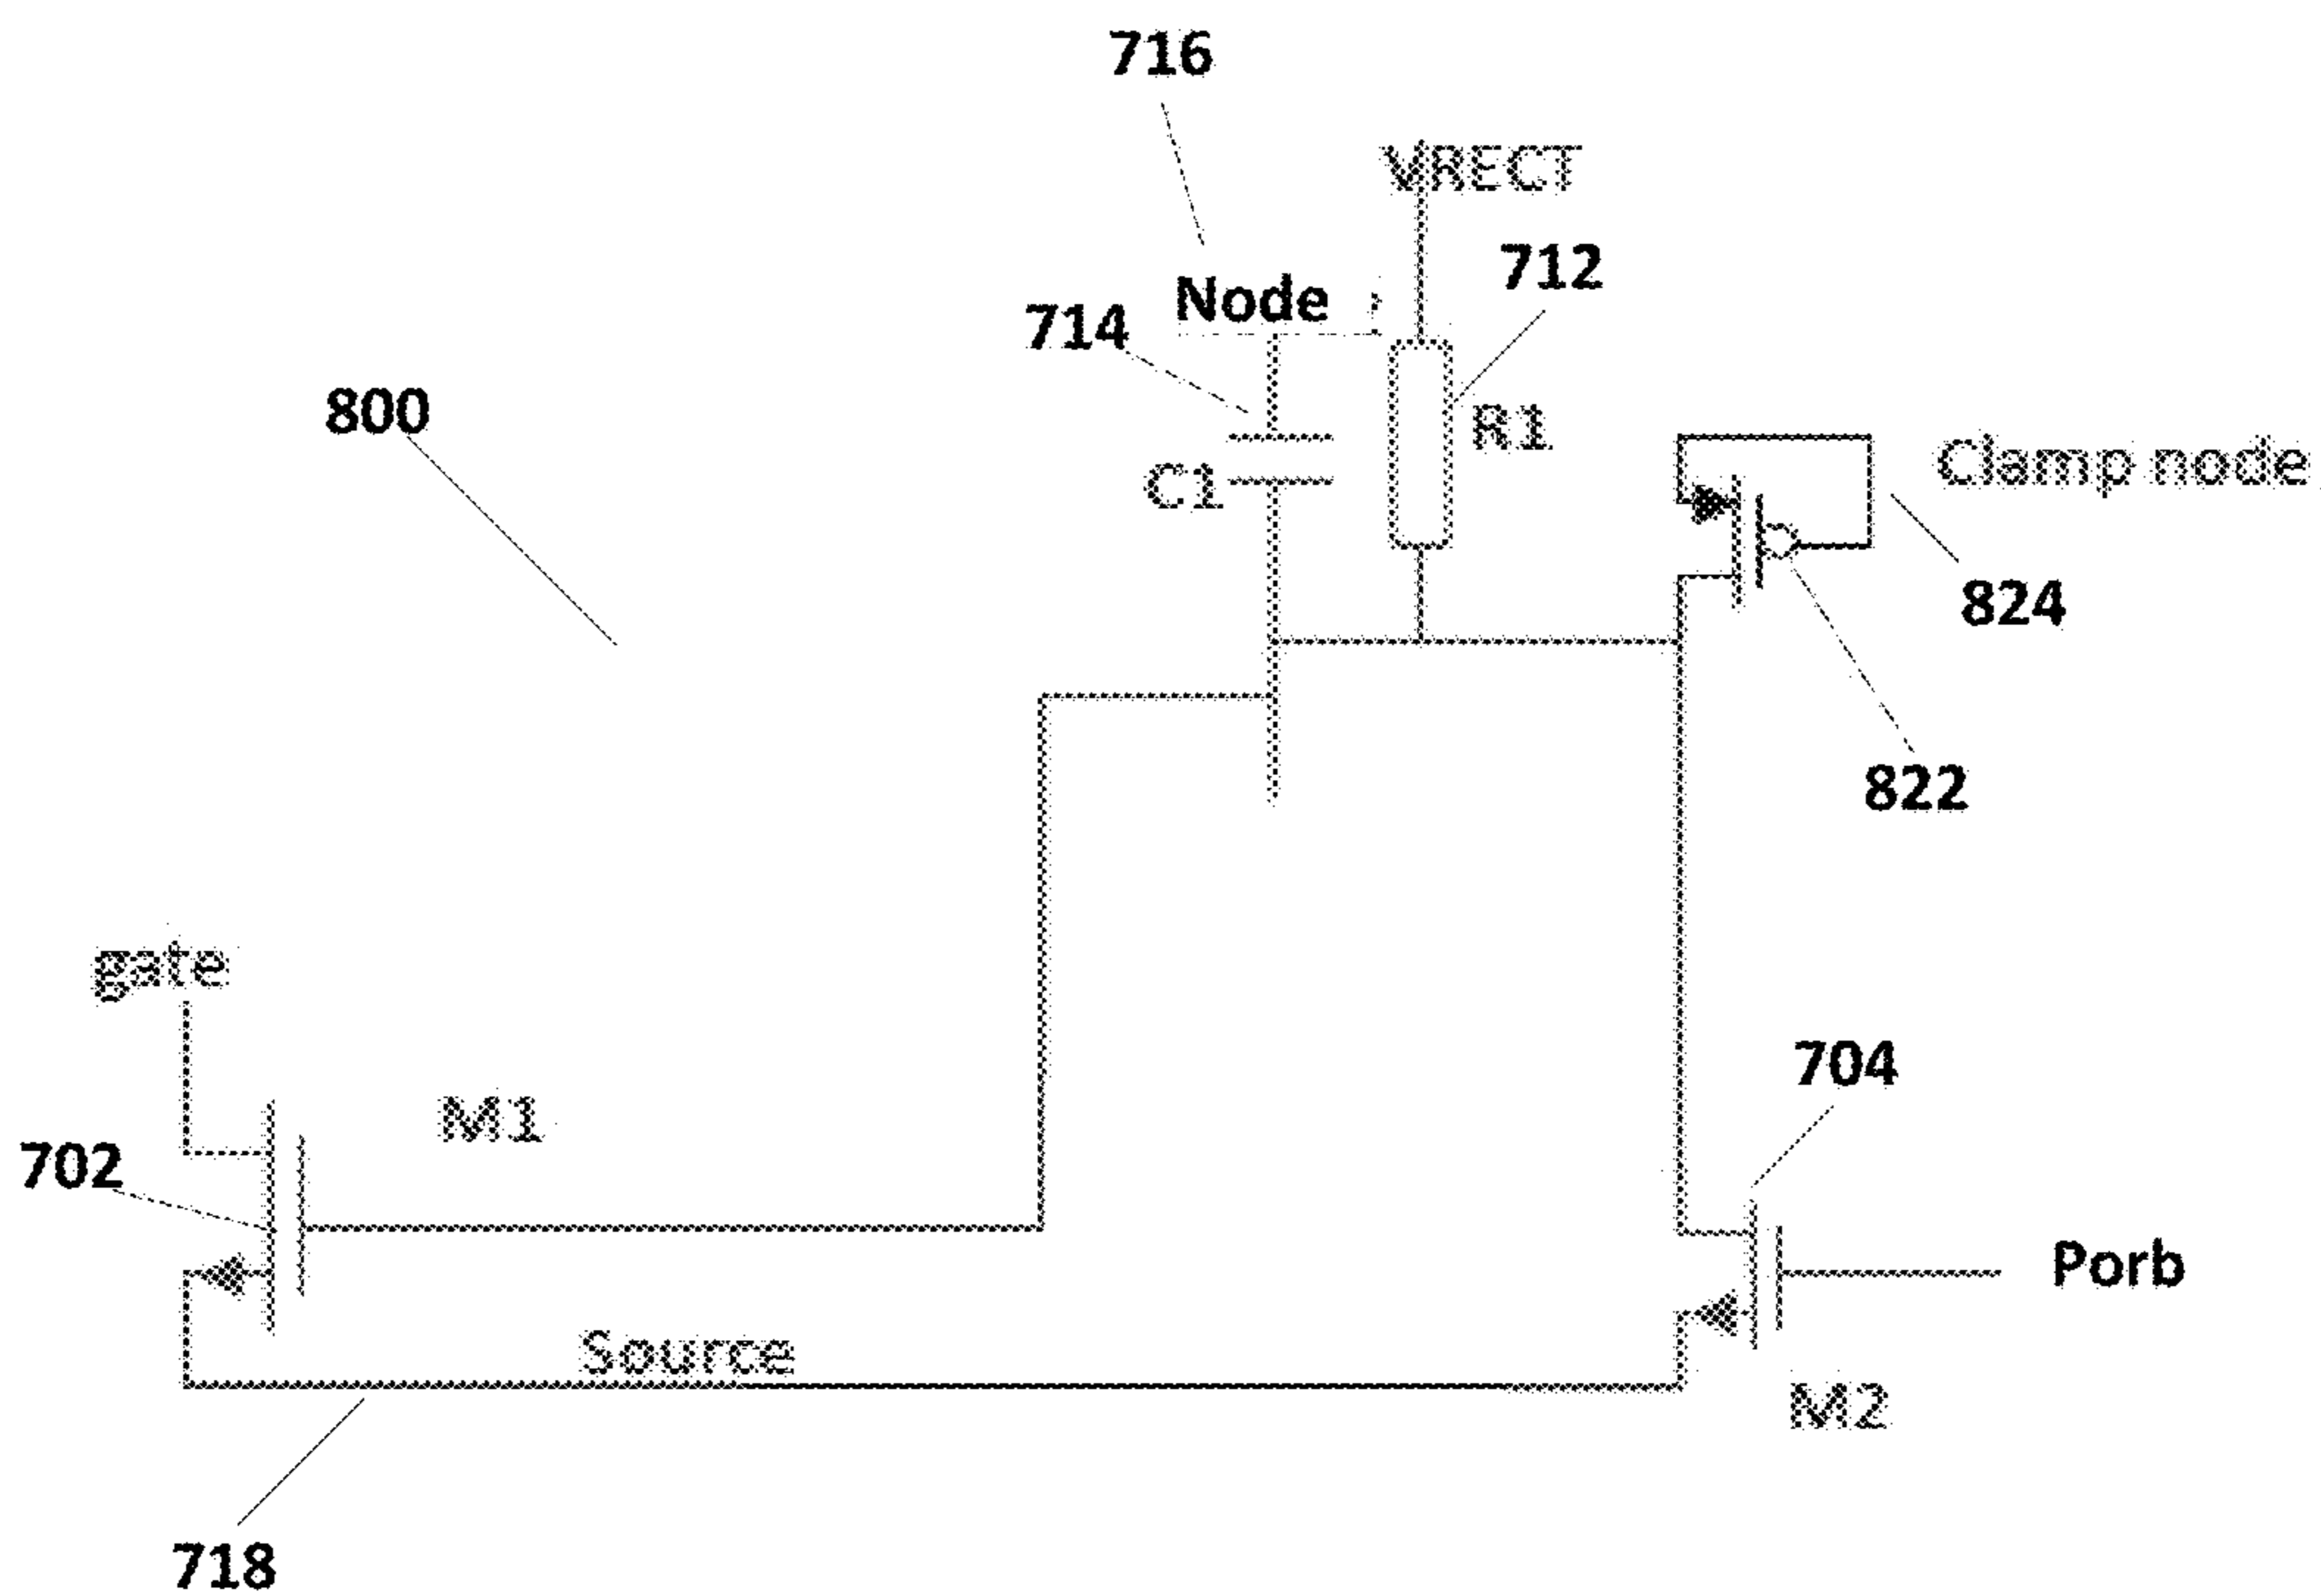 716
VRECT
712
Node
714
800
R1
Clamp node
C1
824
822
gate
704
M1
702
Porb
Source
M2
718